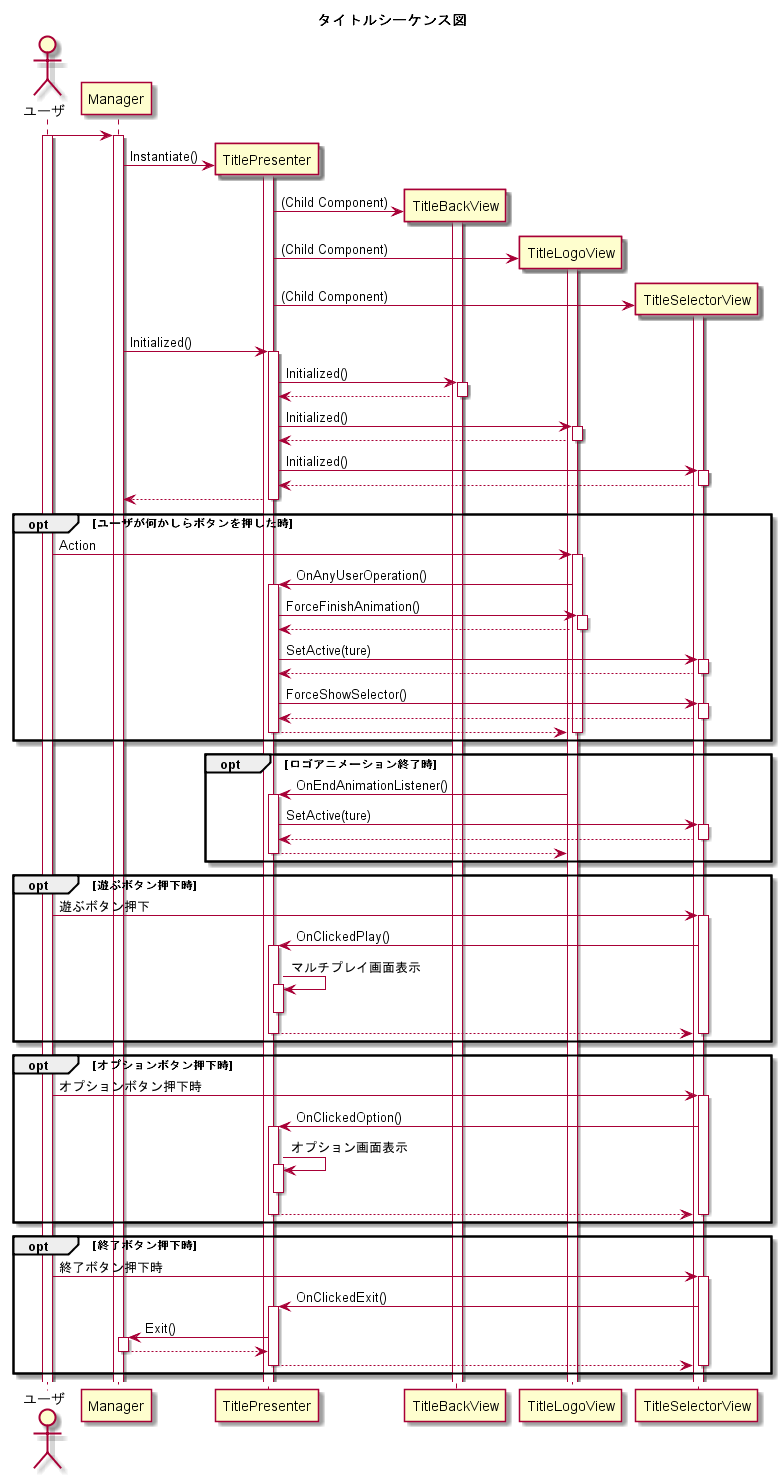 タイトルシーケンス図
ユーザ
Manager
Instantiate()
TitlePresenter
(Child Component)
TitleBackView
(Child Component)
TitleLogoView
(Child Component)
TitleSelectorView
Initialized()
Initialized()
Initialized()
Initialized()
opt [ユーザが何かしらボタンを押した時]
Action
OnAnyUserOperation()
ForceFinishAnimation()
SetActive(ture)
ForceShowSelector()
opt [ロゴアニメーション終了時]
OnEndAnimationListener()
SetActive(ture)
opt [遊ぶボタン押下時]
遊ぶボタン押下
OnClickedPlay()
マルチプレイ画面表示
opt [オプションボタン押下時]
オプションボタン押下時
OnClickedOption()
オプション画面表示
opt [終了ボタン押下時]
終了ボタン押下時
OnClickedExit()
Exit()
ユーザ
Manager
TitlePresenter
TitleBackView
TitleLogoView
TitleSelectorView